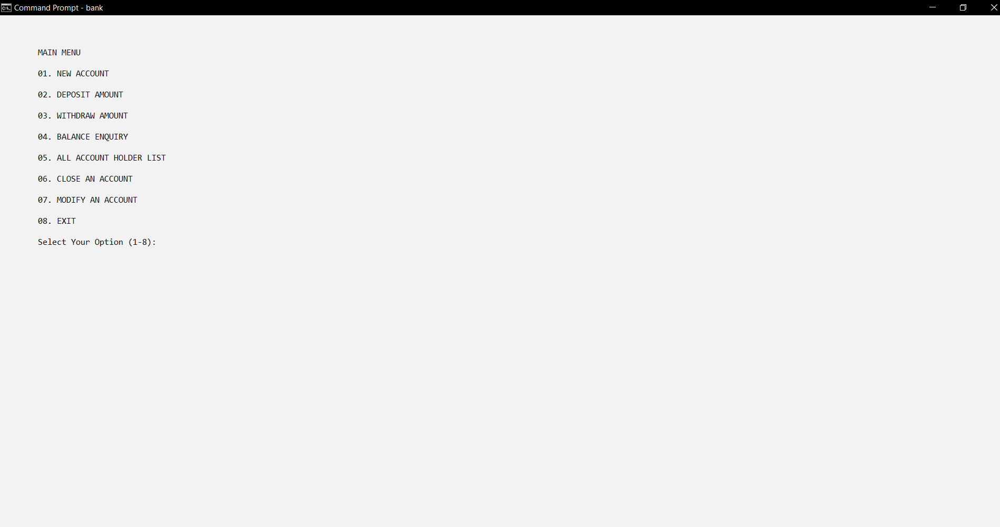 Command Prompt - bank
MAIN MENU
01. NEW ACCOUNT
02. DEPOSIT AMOUNT
03. WITHDRAW AMOUNT
04. BALANCE ENQUIRY
05. ALL ACCOUNT HOLDER LIST
06. CLOSE AN ACCOUNT
07. MODIFY AN ACCOUNT
08. EXIT
Select Your Option (1-8):